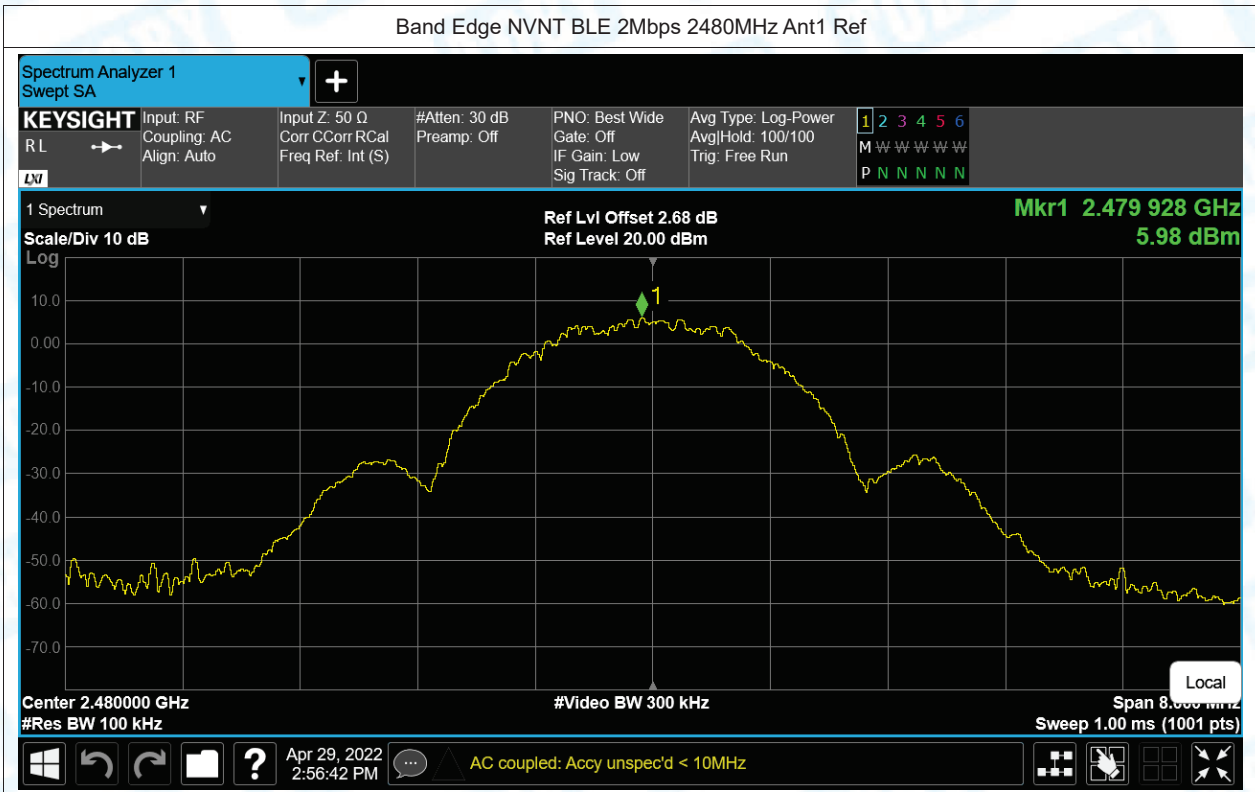 Band Edge NVNT BLE 2Mbps 2480MHz Ant1 Ref
Spectrum Analyzer 1
Swept SA
KEYSIGHT
R L
LXI
Input: RF
Coupling: AC
Align: Auto
Input Z: 50 Ω
Corr CCorr RCal
Freq Ref: Int (S)
#Atten: 30 dB
Preamp: Off
PNO: Best Wide
Gate: Off
IF Gain: Low
Sig Track: Off
Avg Type: Log-Power
Avg|Hold: 100/100
Trig: Free Run
1 2 3 4 5 6
M W W W W W
P N N N N N
1 Spectrum
Scale/Div 10 dB
Ref Lvl Offset 2.68 dB
Ref Level 20.00 dBm
Mkr1 2.479 928 GHz
5.98 dBm
Log
10.0
0.00
-10.0
-20.0
-30.0
-40.0
-50.0
-60.0
-70.0
1
Local
Center 2.480000 GHz
#Res BW 100 kHz
#Video BW 300 kHz
Span 8.000 MHz
Sweep 1.00 ms (1001 pts)
?
Apr 29, 2022
2:56:42 PM
AC coupled: Accy unspec'd < 10MHz